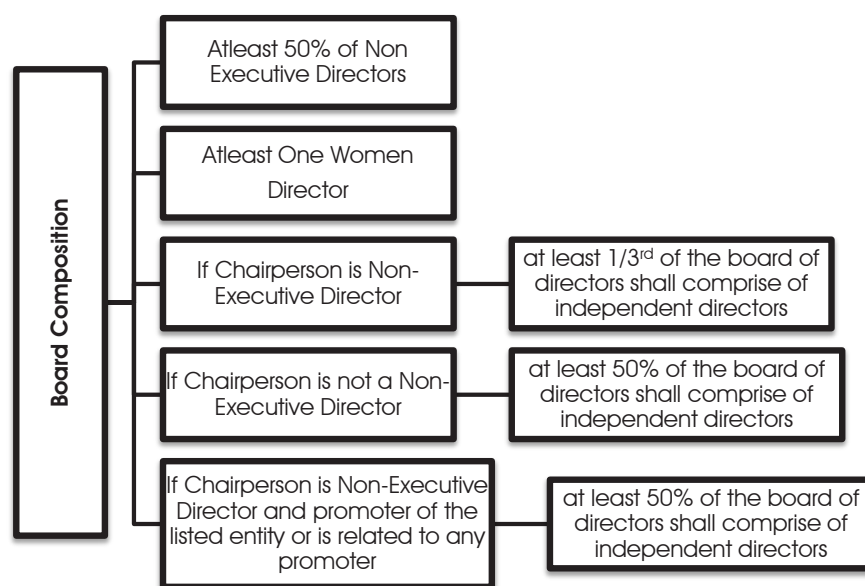 Board Composition
Atleast 50% of Non
Executive Directors
Atleast One Women
Director
If Chairperson is Non-
Executive Director
at least 1/3rd of the board of
directors shall comprise of
independent directors
If Chairperson is not a Non-
Executive Director
at least 50% of the board of
directors shall comprise of
independent directors
If Chairperson is Non-Executive
Director and promoter of the
listed entity or is related to any
promoter
at least 50% of the board of
directors shall comprise of
independent directors